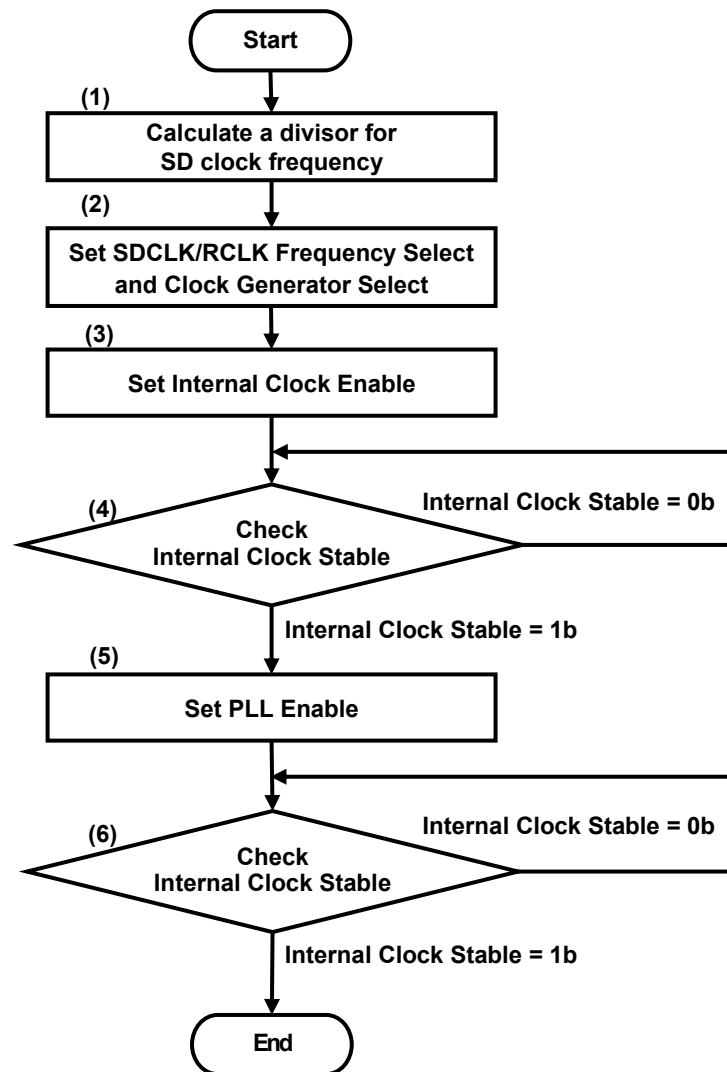 Start
(1)
Calculate a divisor for
SD clock frequency
(2)
Set SDCLK/RCLK Frequency Select
and Clock Generator Select
(3)
Set Internal Clock Enable
Internal Clock Stable = 0b
(4)
Check
Internal Clock Stable
Internal Clock Stable = 1b
(5)
Set PLL Enable
Internal Clock Stable = 0b
(6)
Check
Internal Clock Stable
Internal Clock Stable = 1b
End